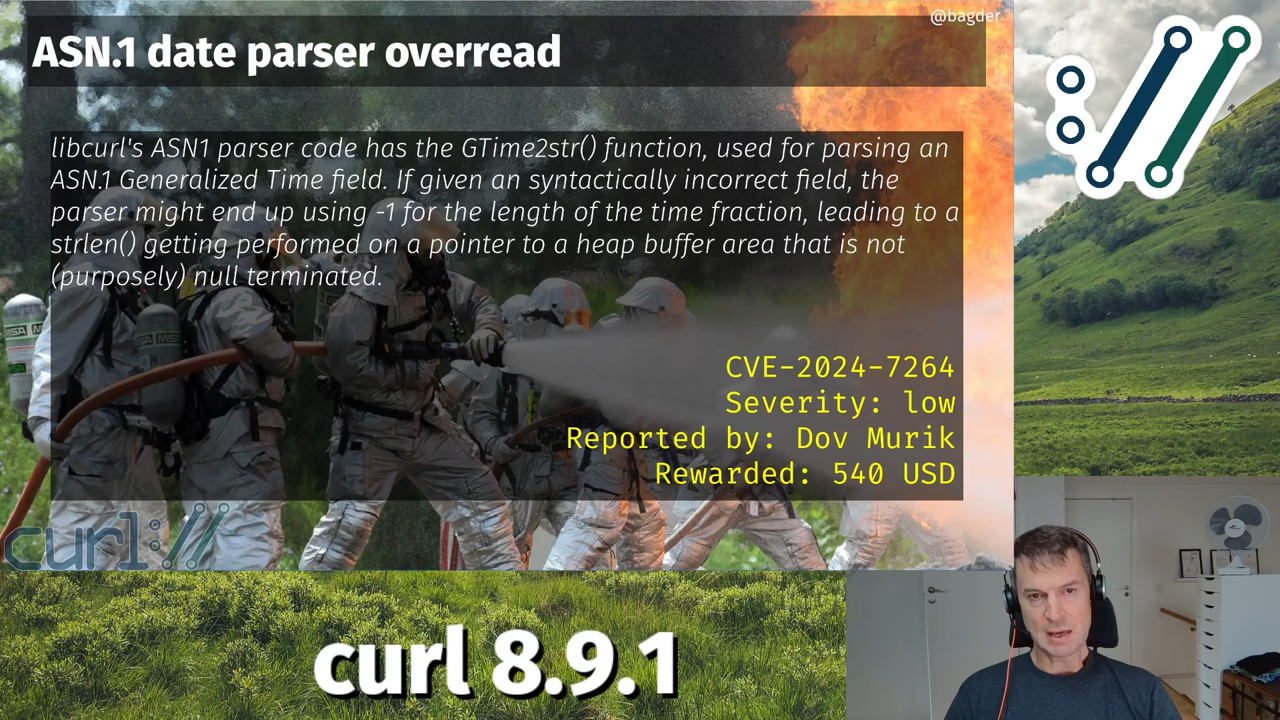 @bagder
ASN.1 date parser overread
libcurl's ASN1 parser code has the GTime2str() function, used for parsing an
ASN.1 Generalized Time field. If given an syntactically incorrect field, the
parser might end up using -1 for the length of the time fraction, leading to a
strlen() getting performed on a pointer to a heap buffer area that is not
(purposely) null terminated.
MSA
CVE-2024-7264
Severity: low
Reported by: Dov Murik
Rewarded: 540 USD
curl://
curl 8.9.1